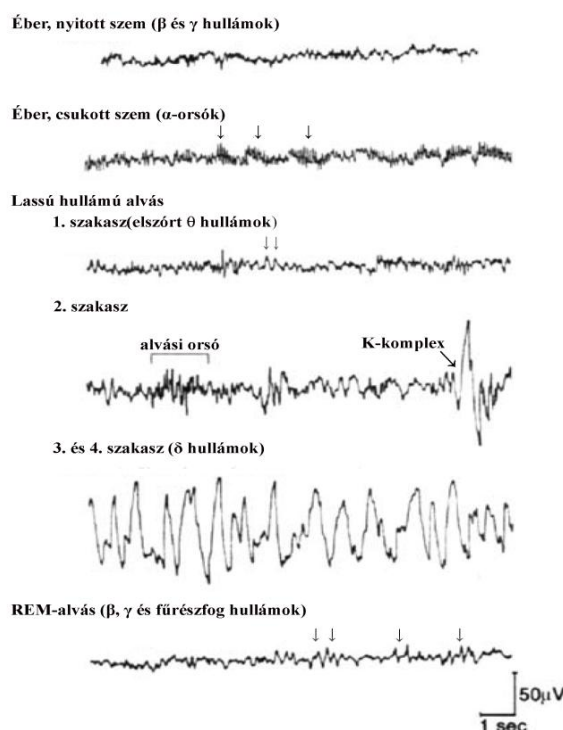 Éber, nyitott szem (β és γ hullámok)
Éber, csukott szem (α-orsók)
Lassú hullámú alvás
1. szakasz(elszórt θ hullámok)
2. szakasz
alvási orsó
K-komplex
3. és 4. szakasz (δ hullámok)
REM-alvás (β, γ és fűrészfog hullámok)
50μV
1 sec